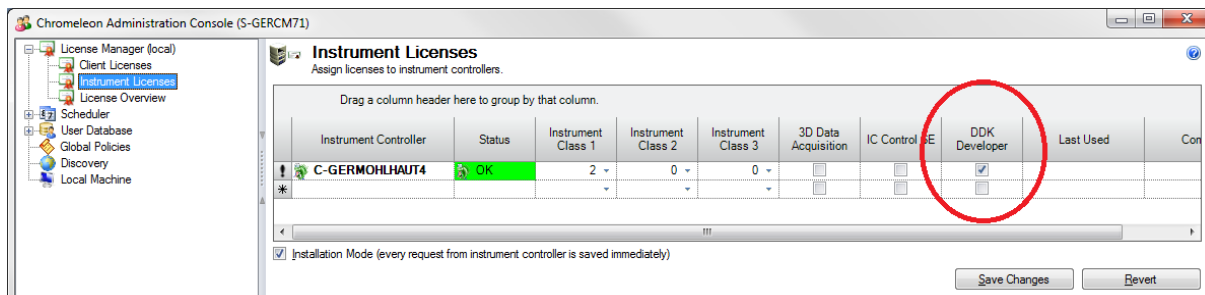 Chromeleon Administration Console (S-GERCM71)
License Manager (local)
Client Licenses
Instrument Licenses
License Overview
Scheduler
User Database
Global Policies
Discovery
Local Machine
Instrument Licenses
Assign licenses to instrument controllers.
Drag a column header here to group by that column.
Instrument Controller Status Instrument Class 1 Instrument Class 2 Instrument Class 3 3D Data Acquisition IC Control SE DDK Developer Last Used Con
! C-GERMOHLHAUT4 OK 2 0 0
*
Installation Mode (every request from instrument controller is saved immediately)
Save Changes Revert